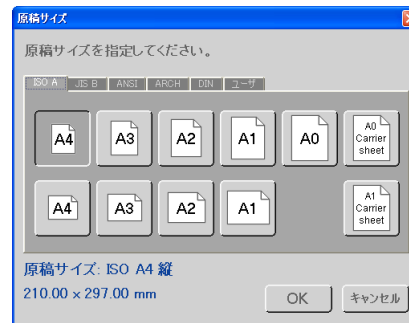 原稿サイズ
原稿サイズを指定してください。
ISO A JIS B ANSI ARCH DIN ユーザ
A4 A3 A2 A1 A0 A0 Carrier sheet
A4 A3 A2 A1 A1 Carrier sheet
原稿サイズ: ISO A4 縦
210.00 × 297.00 mm
OK キャンセル